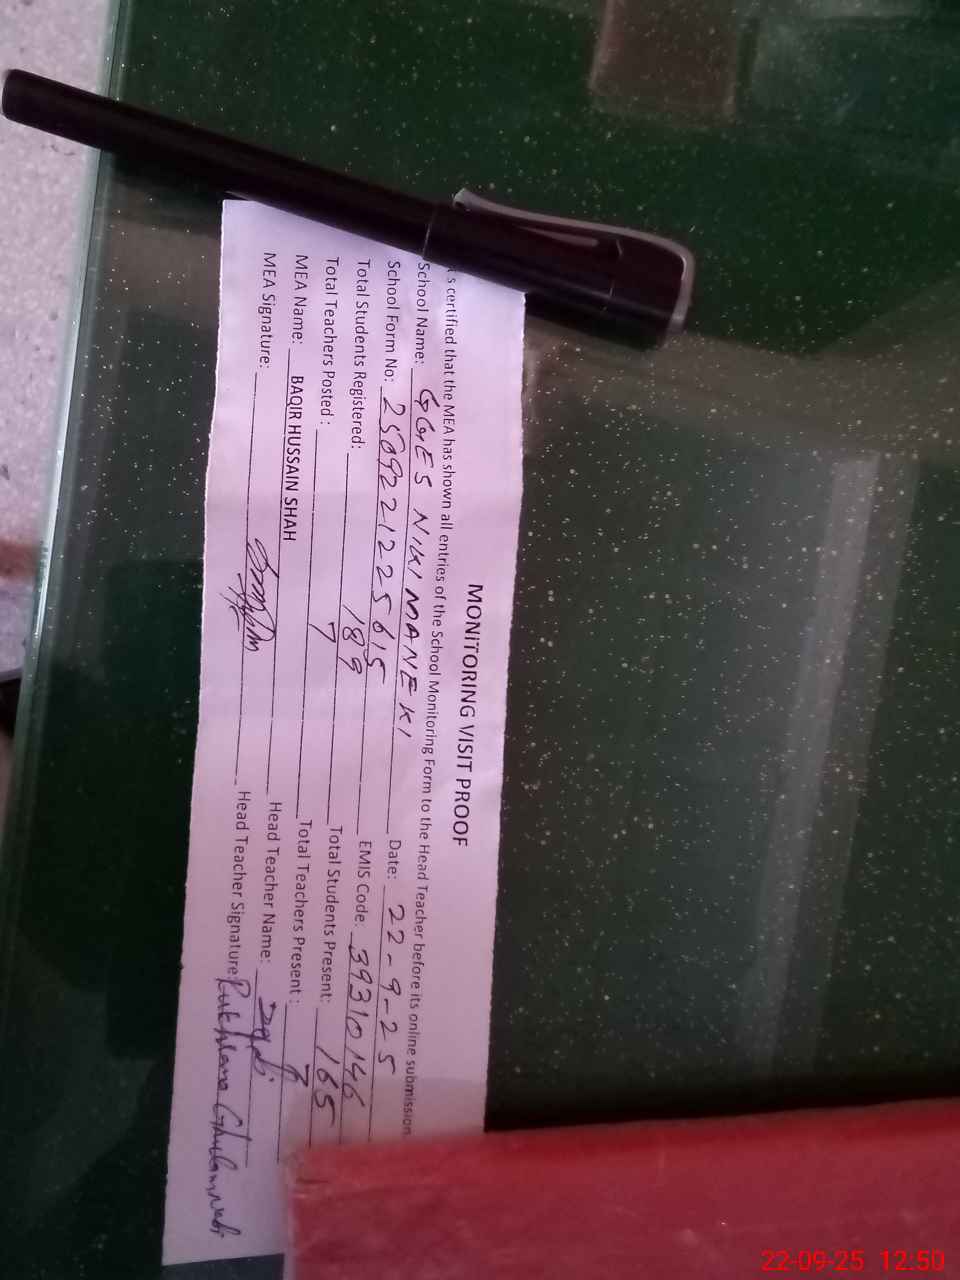 MONITORING VISIT PROOF
s certified that the MEA has shown all entries of the School Monitoring Form to the Head Teacher before its online submission.
School Name: GGES NIKI MANEKI Date: 22-9-25
School Form No: 2509221225615 EMIS Code: 39310146
Total Students Registered: 189 Total Students Present: 165
Total Teachers Posted : 7 Total Teachers Present : 7
MEA Name: BAQIR HUSSAIN SHAH Head Teacher Name:
MEA Signature: Head Teacher Signature:
22-09-25 12:50